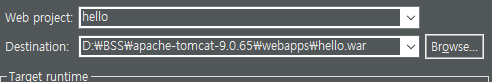 Web project: hello
Destination: D:₩BSS₩apache-tomcat-9.0.65₩webapps₩hello.war Browse...
Target runtime